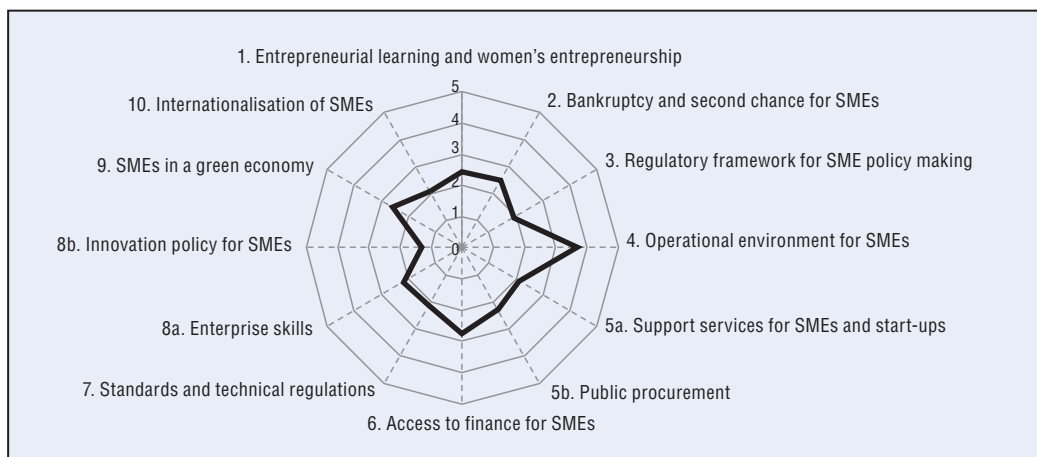 1. Entrepreneurial learning and women's entrepreneurship
5
10. Internationalisation of SMEs
2. Bankruptcy and second chance for SMEs
4
3
9. SMEs in a green economy
3. Regulatory framework for SME policy making
2
1
8b. Innovation policy for SMEs
0
4. Operational environment for SMEs
8a. Enterprise skills
5a. Support services for SMEs and start-ups
7. Standards and technical regulations
5b. Public procurement
6. Access to finance for SMEs